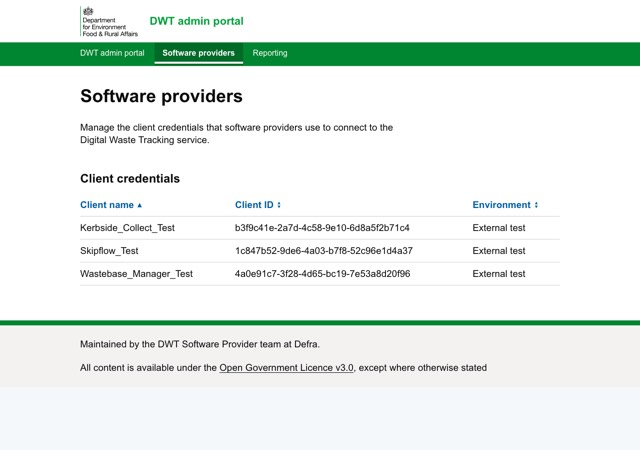 Department
for Environment
Food & Rural Affairs
DWT admin portal
DWT admin portal
Software providers
Reporting
Software providers
Manage the client credentials that software providers use to connect to the
Digital Waste Tracking service.
Client credentials
Client name Client ID Environment
Kerbside_Collect_Test b3f9c41e-2a7d-4c58-9e10-6d8a5f2b71c4 External test
Skipflow_Test 1c847b52-9de6-4a03-b7f8-52c96e1d4a37 External test
Wastebase_Manager_Test 4a0e91c7-3f28-4d65-bc19-7e53a8d20f96 External test
Maintained by the DWT Software Provider team at Defra.
All content is available under the Open Government Licence v3.0, except where otherwise stated